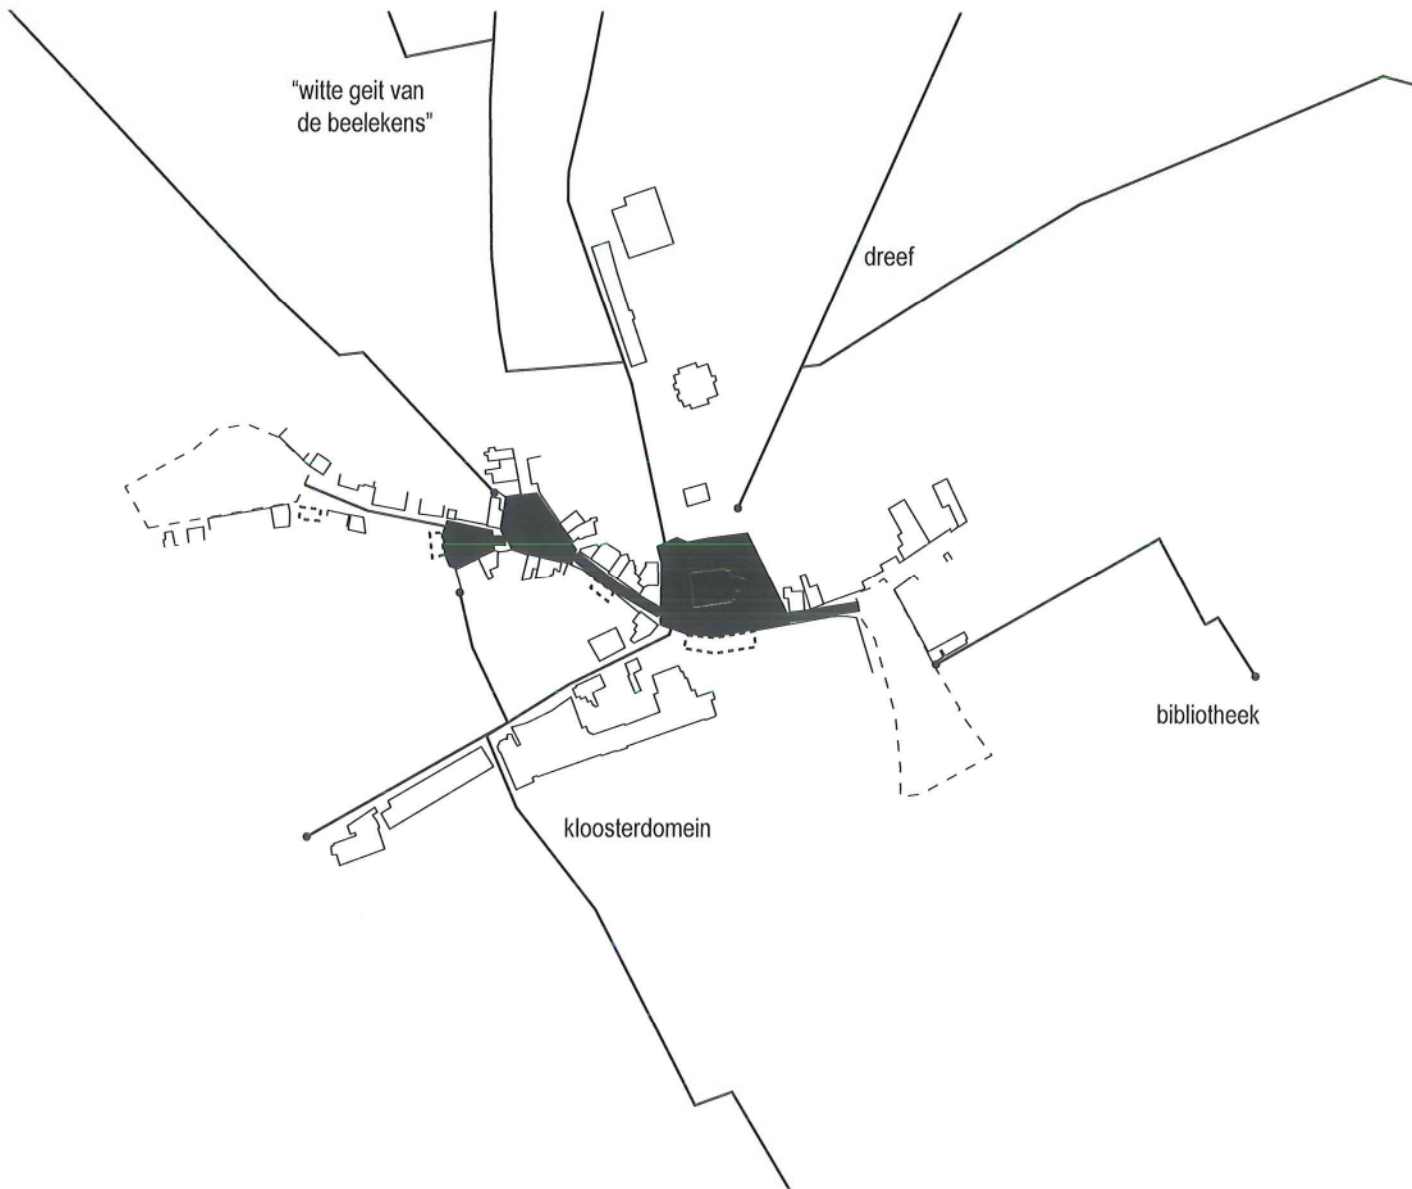 "witte geit van
de beelekens"
dreef
bibliotheek
kloosterdomein